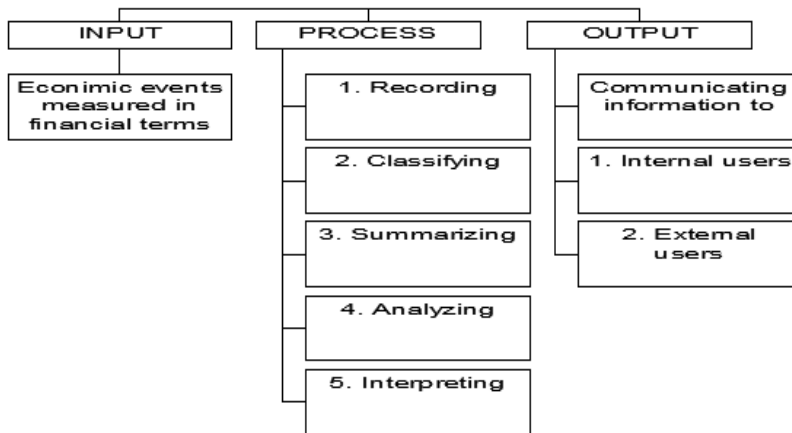 INPUT
PROCESS
OUTPUT
Econimic events
measured in
financial terms
1. Recording
2. Classifying
3. Summarizing
4. Analyzing
5. Interpreting
Communicating
information to
1. Internal users
2. External
users